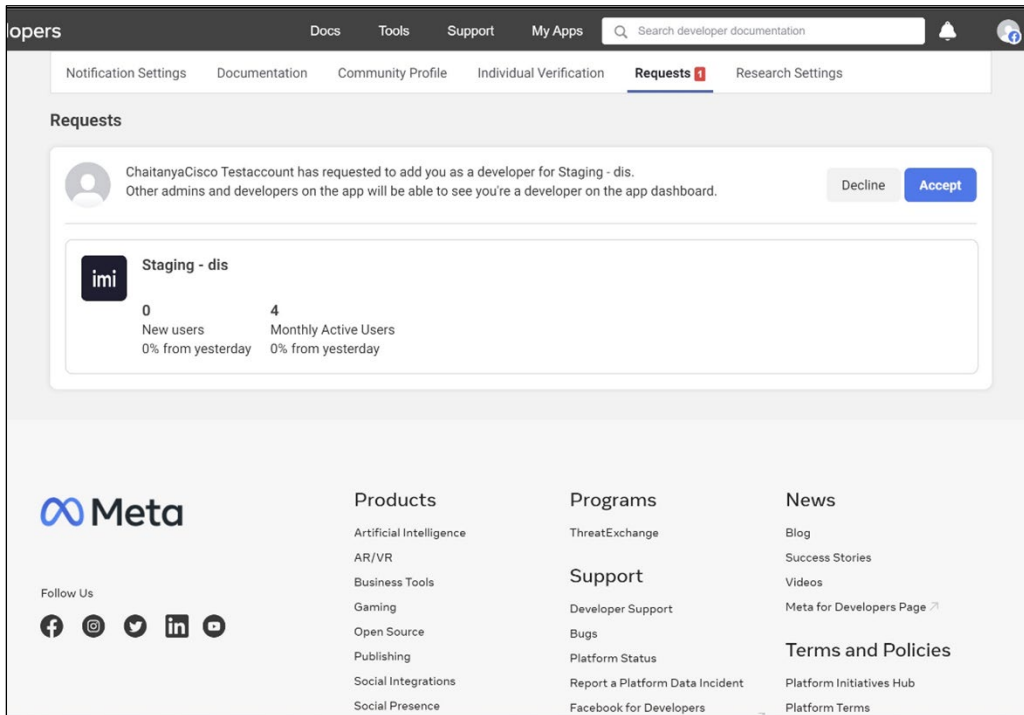 lopers
Docs
Tools
Support
My Apps
Search developer documentation
Notification Settings
Documentation
Community Profile
Individual Verification
Requests 1
Research Settings
Requests
ChaitanyaCisco Testaccount has requested to add you as a developer for Staging - dis.
Other admins and developers on the app will be able to see you're a developer on the app dashboard.
Decline
Accept
imi
Staging - dis
0
New users
0% from yesterday
4
Monthly Active Users
0% from yesterday
Meta
Follow Us
in
Products
Artificial Intelligence
AR/VR
Business Tools
Gaming
Open Source
Publishing
Social Integrations
Social Presence
Programs
ThreatExchange
Support
Developer Support
Bugs
Platform Status
Report a Platform Data Incident
Facebook for Developers
News
Blog
Success Stories
Videos
Meta for Developers Page
Terms and Policies
Platform Initiatives Hub
Platform Terms